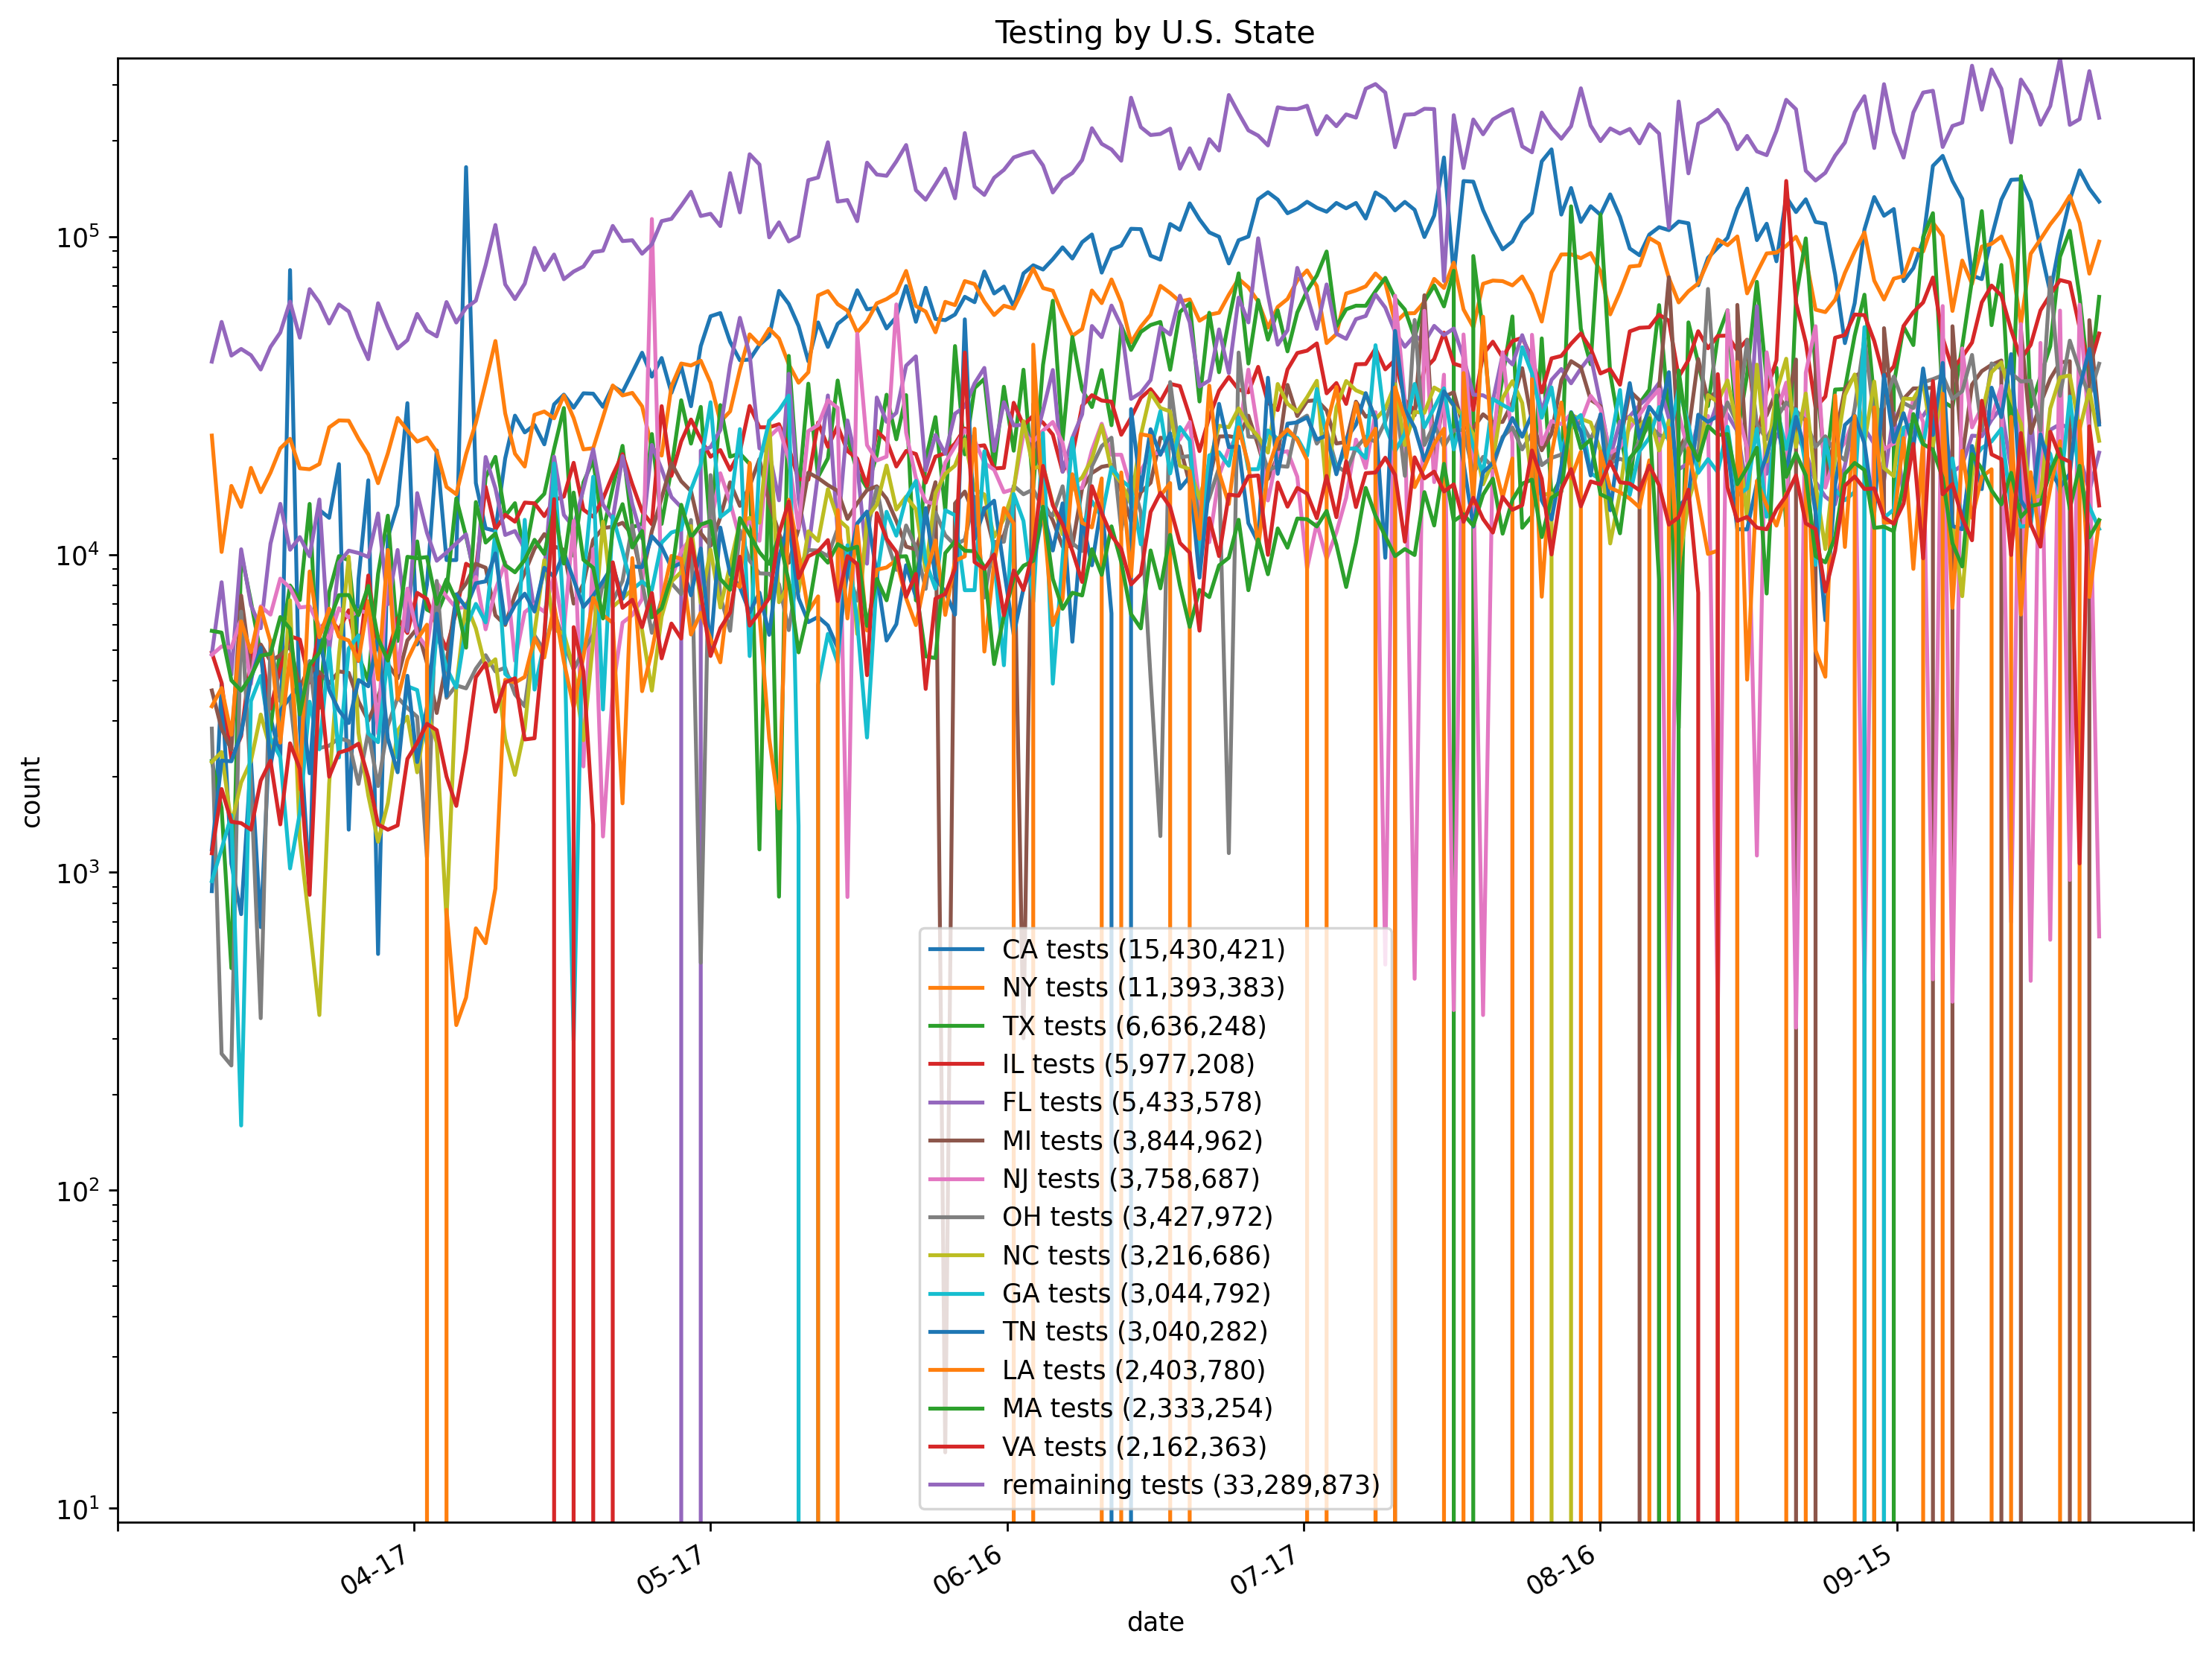 Testing by U.S. State
count
10^5
10^4
10^3
10^2
10^1
CA tests (15,430,421)
NY tests (11,393,383)
TX tests (6,636,248)
IL tests (5,977,208)
FL tests (5,433,578)
MI tests (3,844,962)
NJ tests (3,758,687)
OH tests (3,427,972)
NC tests (3,216,686)
GA tests (3,044,792)
TN tests (3,040,282)
LA tests (2,403,780)
MA tests (2,333,254)
VA tests (2,162,363)
remaining tests (33,289,873)
04-17
05-17
06-16
07-17
08-16
09-15
date